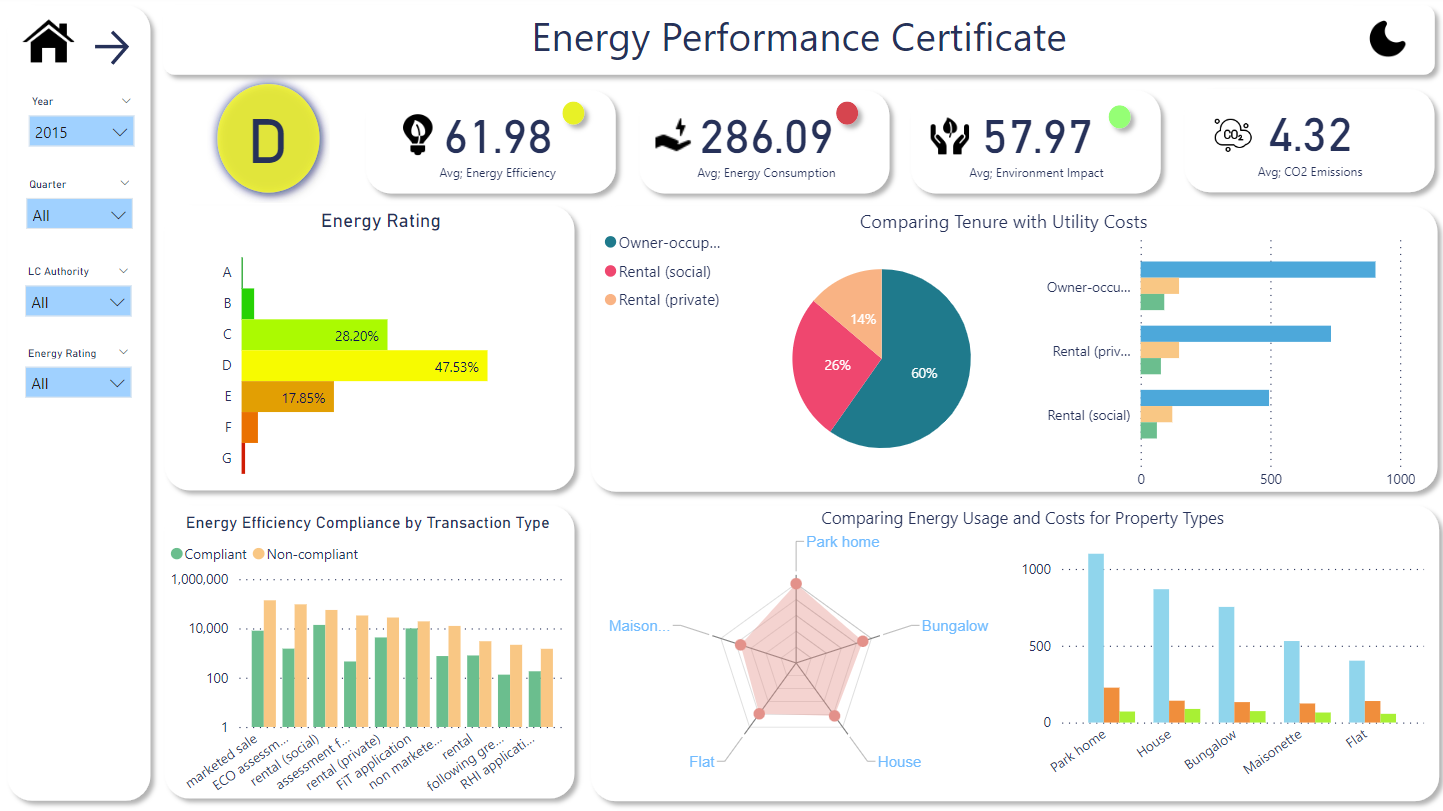 Energy Performance Certificate
Year
2015
Quarter
All
LC Authority
All
Energy Rating
All
D
61.98
Avg; Energy Efficiency
286.09
Avg; Energy Consumption
57.97
Avg; Environment Impact
CO2
4.32
Avg; CO2 Emissions
Energy Rating
A
B
C
28.20%
D
47.53%
E
17.85%
F
G
Comparing Tenure with Utility Costs
Owner-occup...
Rental (social)
Rental (private)
14%
26%
60%
Owner-occu...
Rental (priv...
Rental (social)
0 500 1000
Energy Efficiency Compliance by Transaction Type
Compliant Non-compliant
1,000,000
10,000
100
1
marketed sale
ECO assessm...
rental (social)
assessment f...
rental (private)
FiT application
non markete...
rental
following gre...
RHI applicati...
Comparing Energy Usage and Costs for Property Types
Park home
Maison...
Bungalow
Flat
House
1000
500
0
Park home
House
Bungalow
Maisonette
Flat